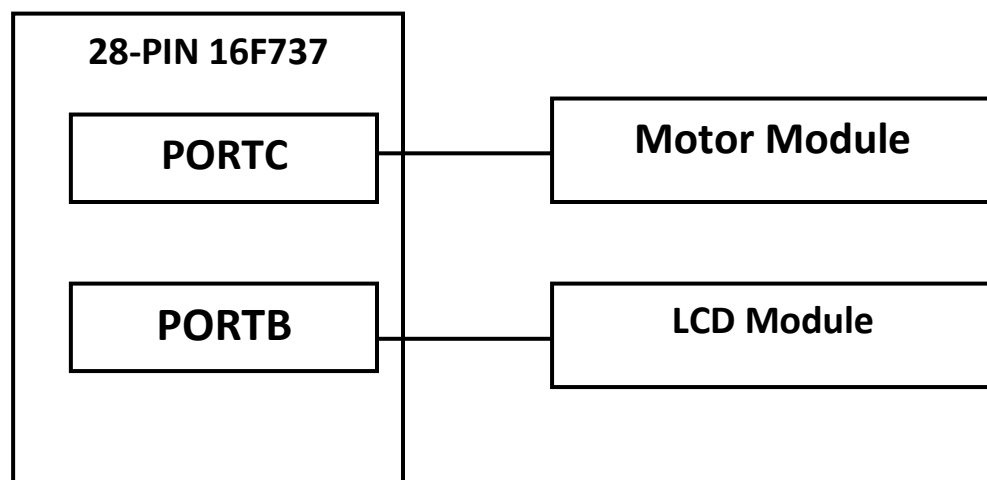 28-PIN 16F737
PORTC
Motor Module
PORTB
LCD Module